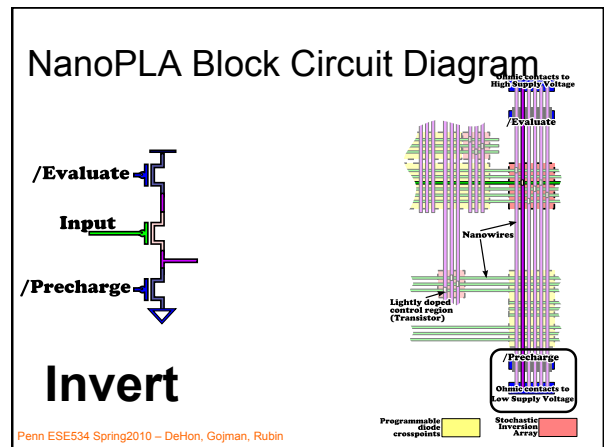 NanoPLA Block Circuit Diagram
Ohmic contacts to
High Supply Voltage
/Evaluate
/Evaluate
Input
/Precharge
Nanowires
Lightly doped
control region
(Transistor)
/Precharge
Ohmic contacts to
Low Supply Voltage
Invert
Programmable
diode
crosspoints
Stochastic
Inversion
Array
Penn ESE534 Spring2010 – DeHon, Gojman, Rubin